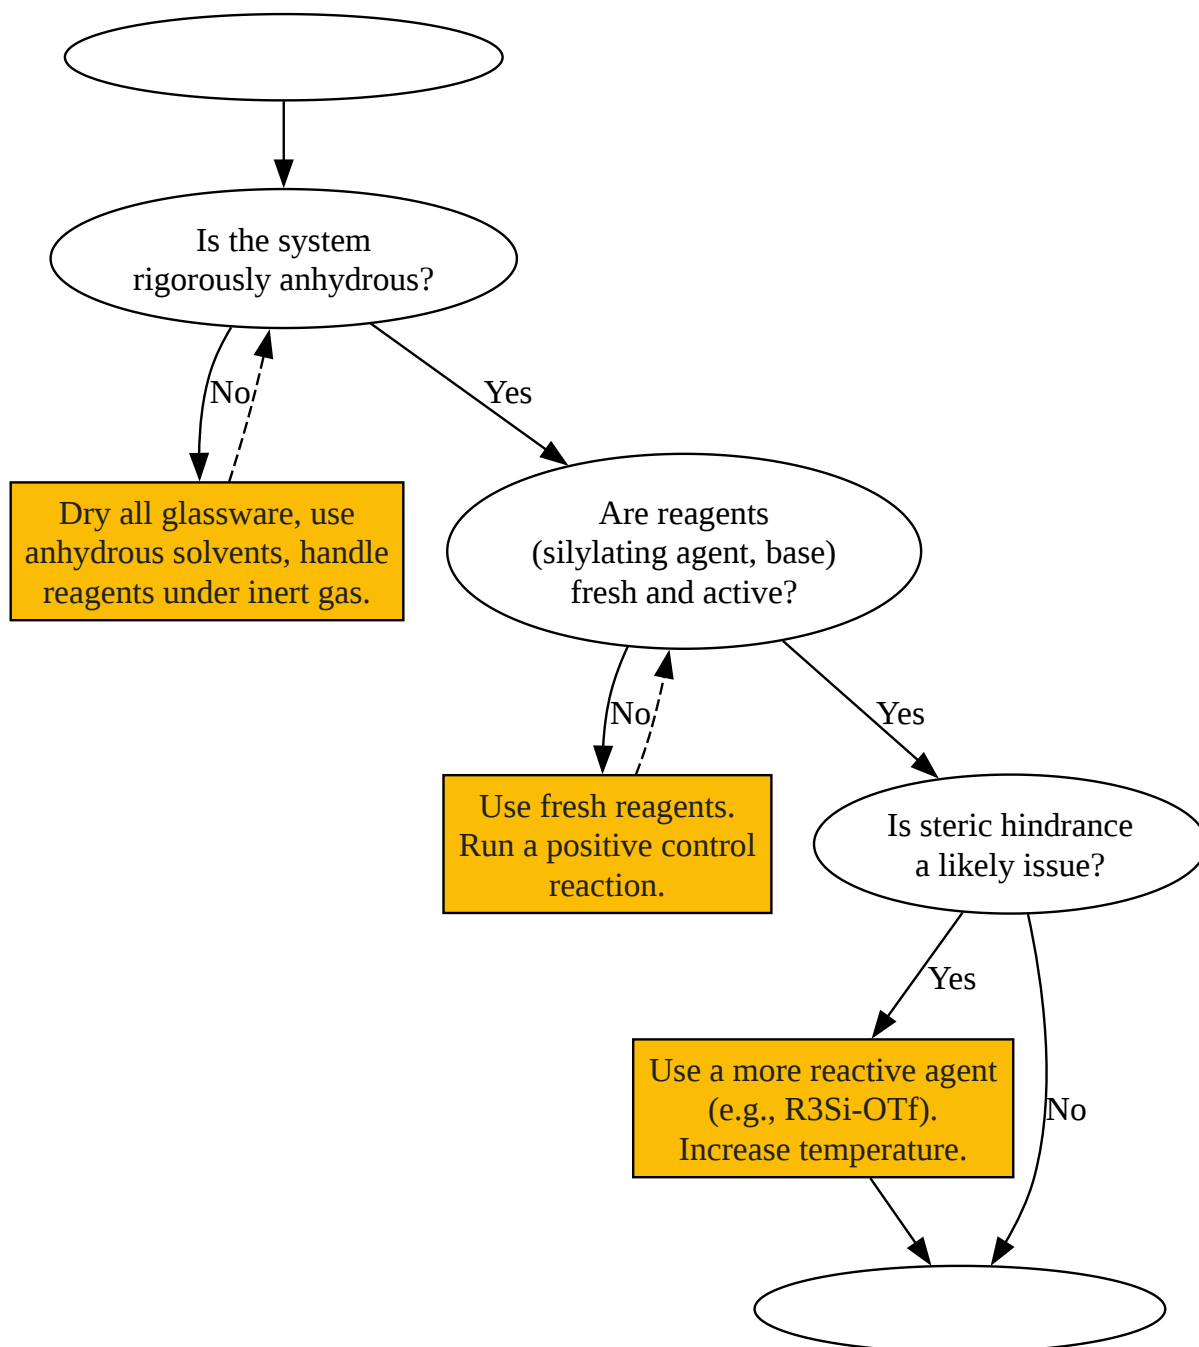 Is the system
rigorously anhydrous?
No
Yes
Dry all glassware, use
anhydrous solvents, handle
reagents under inert gas.
Are reagents
(silylating agent, base)
fresh and active?
No
Yes
Use fresh reagents.
Run a positive control
reaction.
Is steric hindrance
a likely issue?
Yes
Use a more reactive agent
(e.g., R3Si-OTf).
Increase temperature.
No